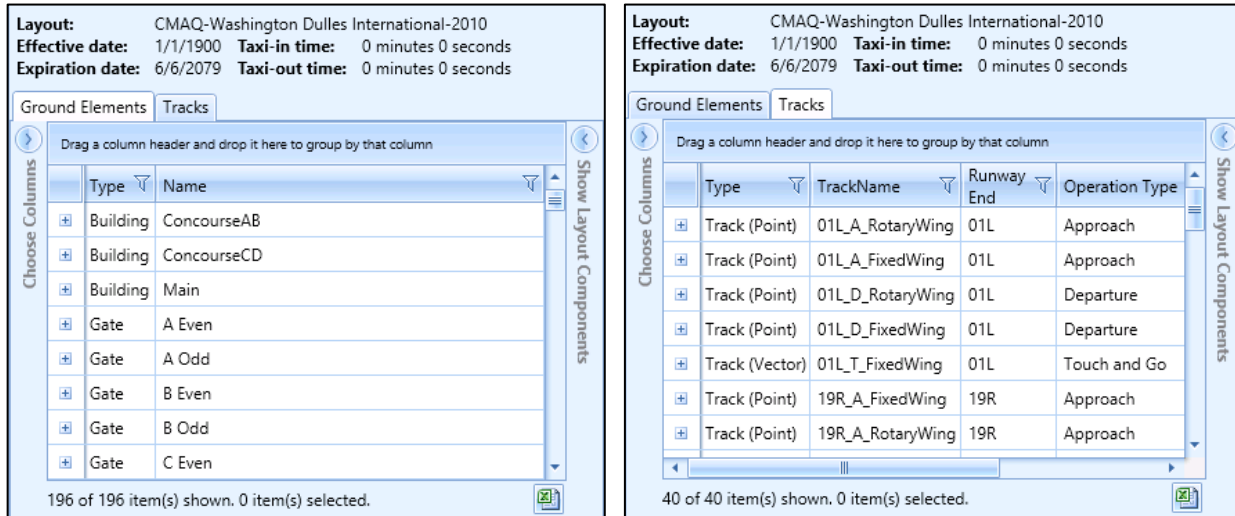 Layout: CMAQ-Washington Dulles International-2010
Effective date: 1/1/1900 Taxi-in time: 0 minutes 0 seconds
Expiration date: 6/6/2079 Taxi-out time: 0 minutes 0 seconds
Ground Elements Tracks
Choose Columns
Drag a column header and drop it here to group by that column
Type Name
Building ConcourseAB
Building ConcourseCD
Building Main
Gate A Even
Gate A Odd
Gate B Even
Gate B Odd
Gate C Even
Show Layout Components
196 of 196 item(s) shown. 0 item(s) selected.
Layout: CMAQ-Washington Dulles International-2010
Effective date: 1/1/1900 Taxi-in time: 0 minutes 0 seconds
Expiration date: 6/6/2079 Taxi-out time: 0 minutes 0 seconds
Ground Elements Tracks
Choose Columns
Drag a column header and drop it here to group by that column
Type TrackName Runway End Operation Type
Track (Point) 01L_A_RotaryWing 01L Approach
Track (Point) 01L_A_FixedWing 01L Approach
Track (Point) 01L_D_RotaryWing 01L Departure
Track (Point) 01L_D_FixedWing 01L Departure
Track (Vector) 01L_T_FixedWing 01L Touch and Go
Track (Point) 19R_A_FixedWing 19R Approach
Track (Point) 19R_A_RotaryWing 19R Approach
Show Layout Components
40 of 40 item(s) shown. 0 item(s) selected.